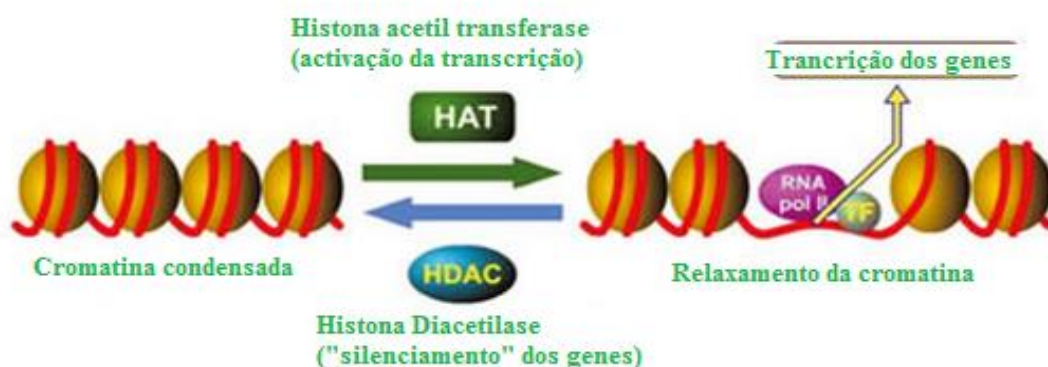 Histona acetil transferase
(activação da transcrição)
Trancrição dos genes
HAT
RNA
pol II
TF
Cromatina condensada
HDAC
Relaxamento da cromatina
Histona Diacetilase
("silenciamento" dos genes)